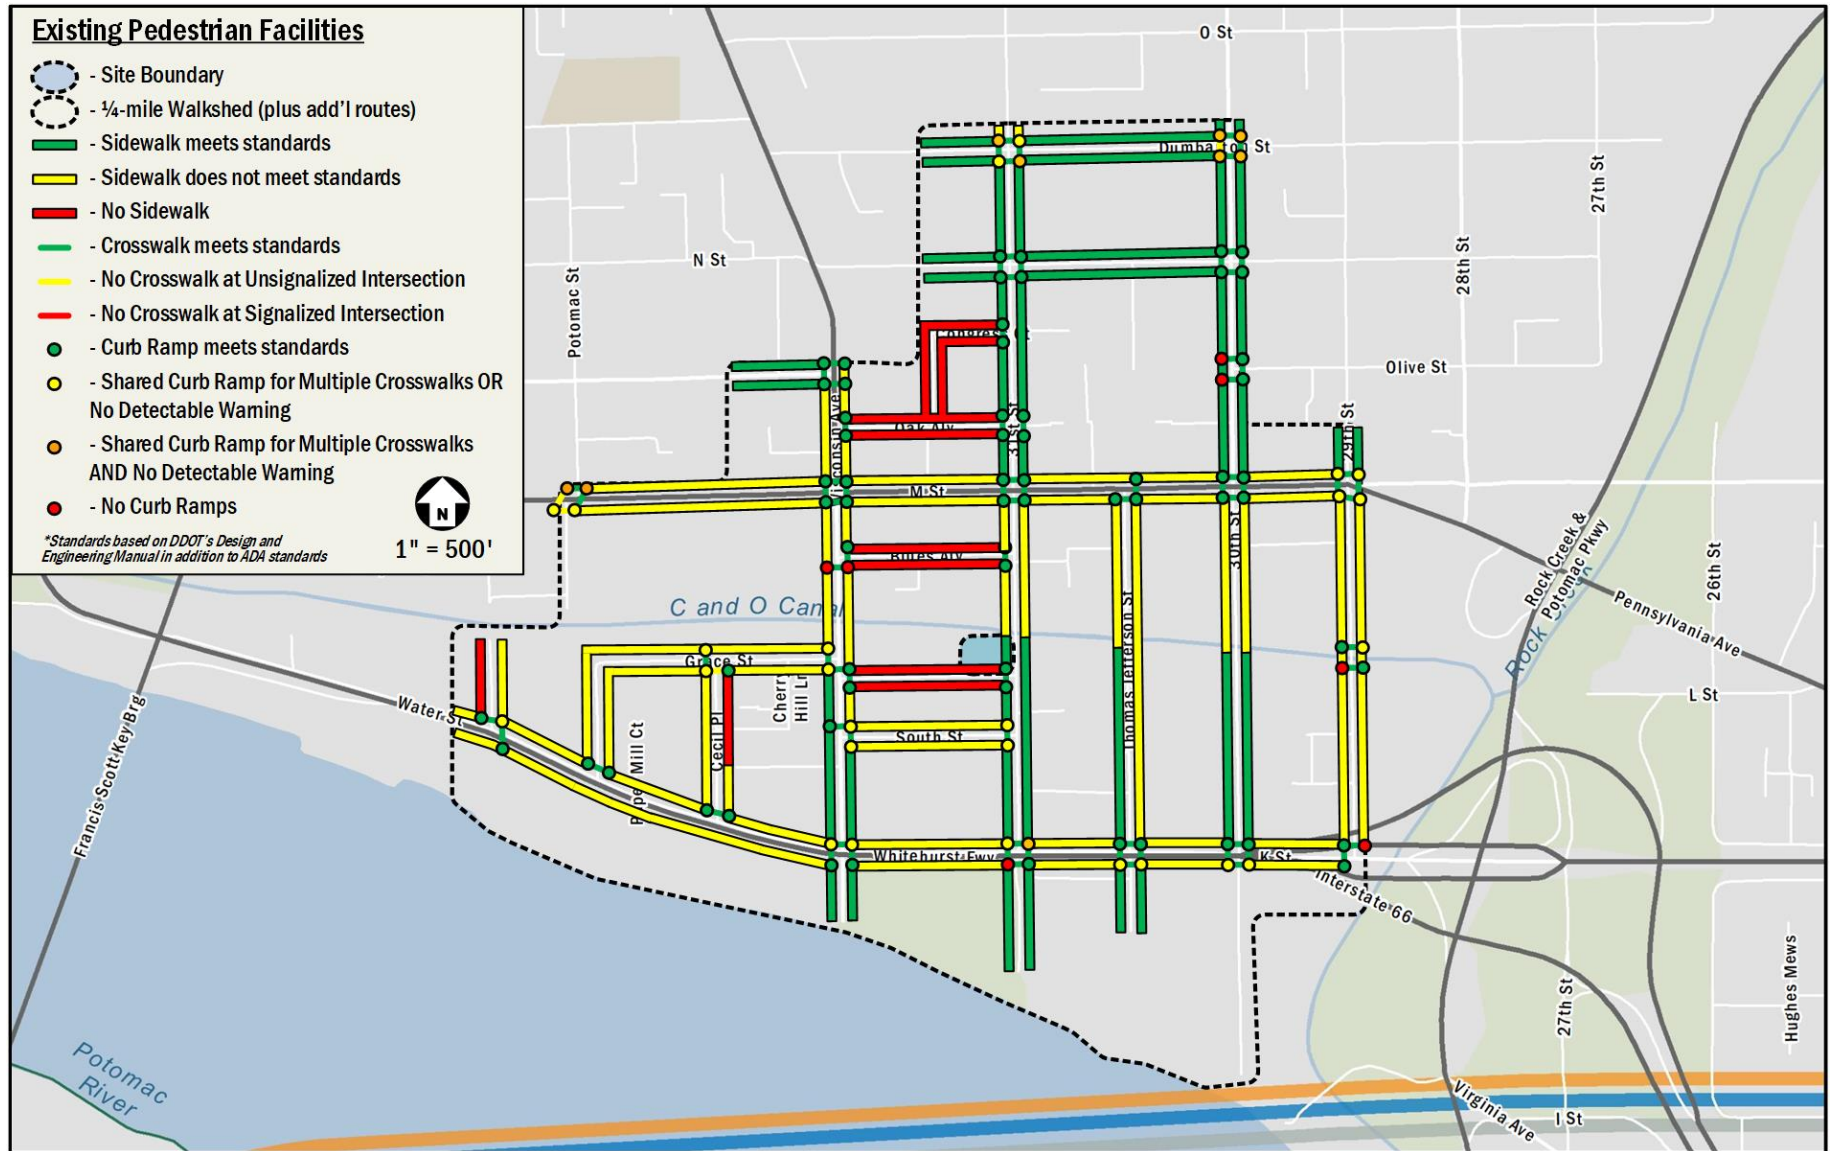 Existing Pedestrian Facilities
- Site Boundary
- ¼-mile Walkshed (plus add'l routes)
- Sidewalk meets standards
- Sidewalk does not meet standards
- No Sidewalk
- Crosswalk meets standards
- No Crosswalk at Unsignalized Intersection
- No Crosswalk at Signalized Intersection
- Curb Ramp meets standards
- Shared Curb Ramp for Multiple Crosswalks OR
No Detectable Warning
- Shared Curb Ramp for Multiple Crosswalks
AND No Detectable Warning
- No Curb Ramps
*Standards based on DDOT's Design and
Engineering Manual in addition to ADA standards
N
1" = 500'
O St
Dumbarton St
27th St
28th St
N St
Potomac St
Olive St
29th St
Wisconsin Ave
Oak Aly
31st St
M St
30th St
Blues Aly
C and O Canal
Rock Creek &
Potomac Pkwy
Pennsylvania Ave
26th St
Grace St
Cherry
Hill Ln
Thomas Jefferson St
L St
Water St
Cecil Pl
Mill Ct
South St
Francis Scott Key Brg
Whitehurst Fwy
K St
Interstate 66
27th St
Hughes Mews
Potomac
River
Virginia Ave
I St